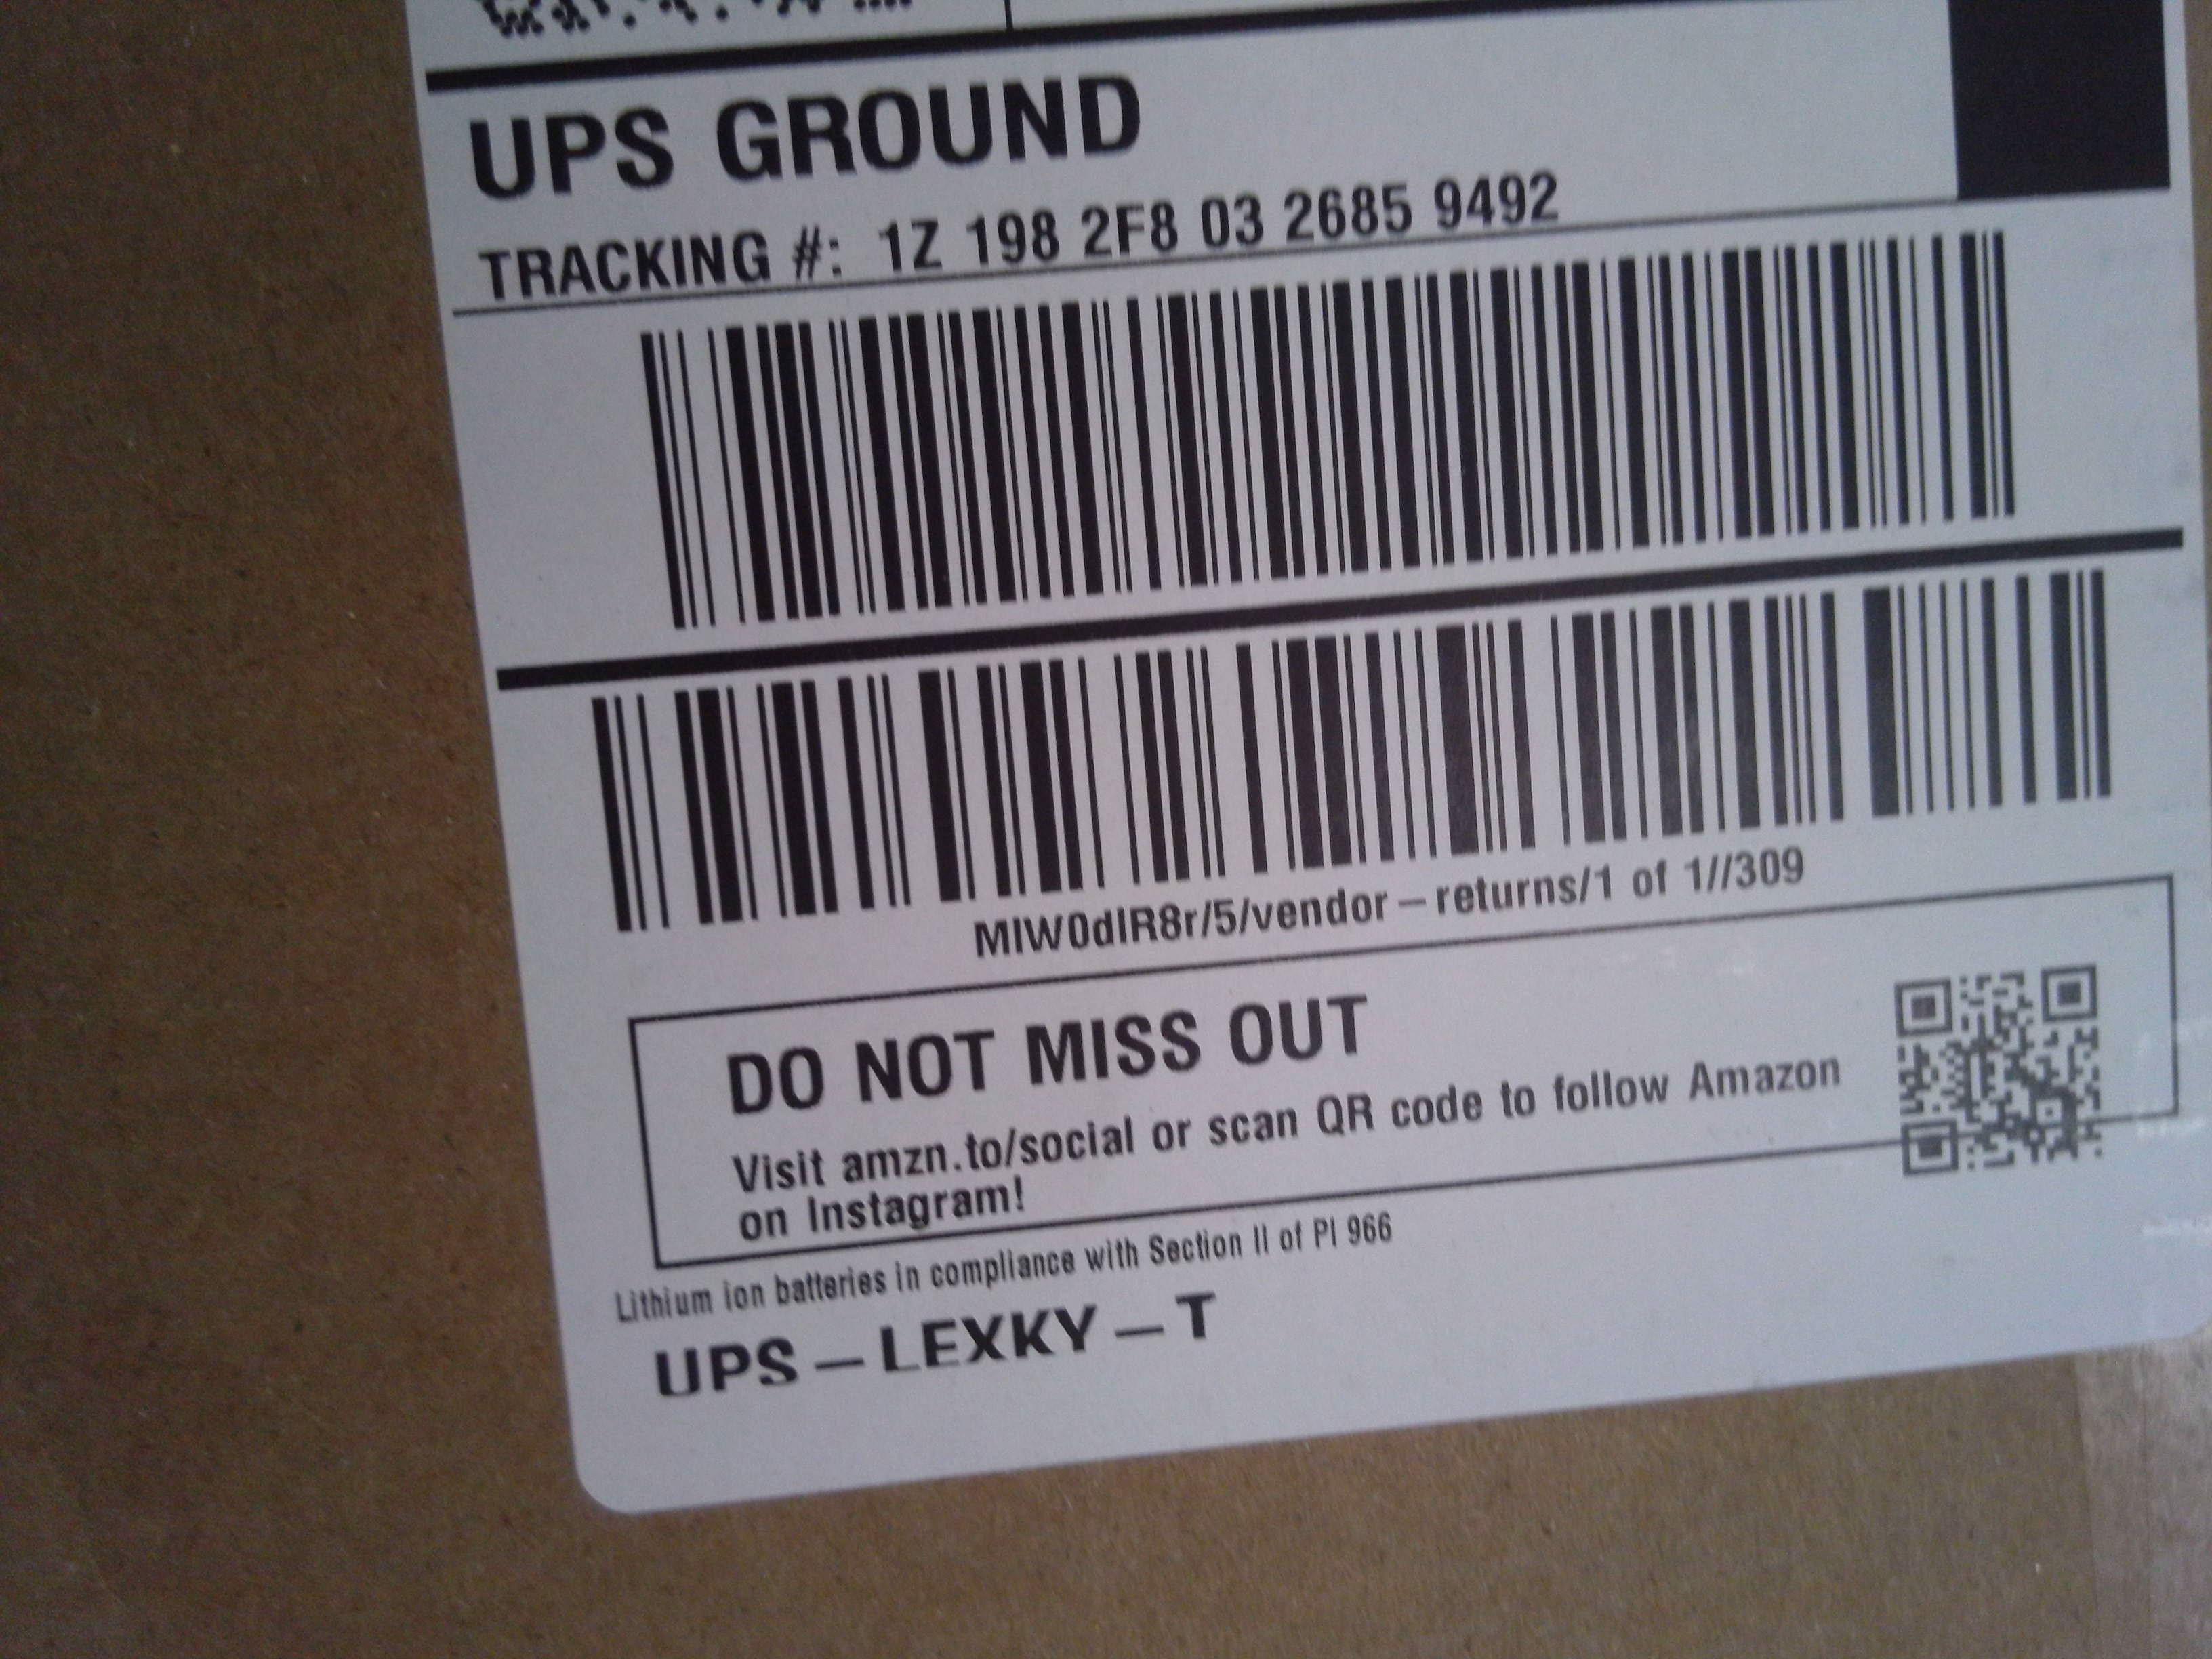 UPS GROUND
TRACKING #: 1Z 198 2F8 03 2685 9492
MIW0dIR8r/5/vendor-returns/1 of 1//309
DO NOT MISS OUT
Visit amzn.to/social or scan QR code to follow Amazon
on Instagram!
Lithium ion batteries in compliance with Section II of PI 966
UPS-LEXKY-T